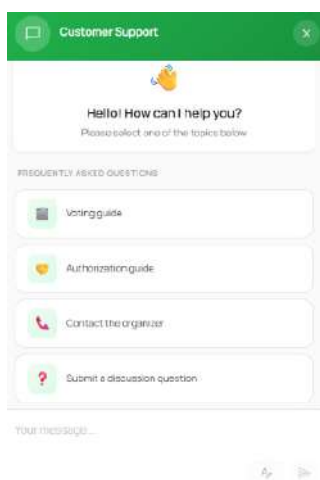 Customer Support
Hello! How can I help you?
Please select one of the topics below
FREQUENTLY ASKED QUESTIONS
Voting guide
Authorization guide
Contact the organizer
Submit a discussion question
Your message...